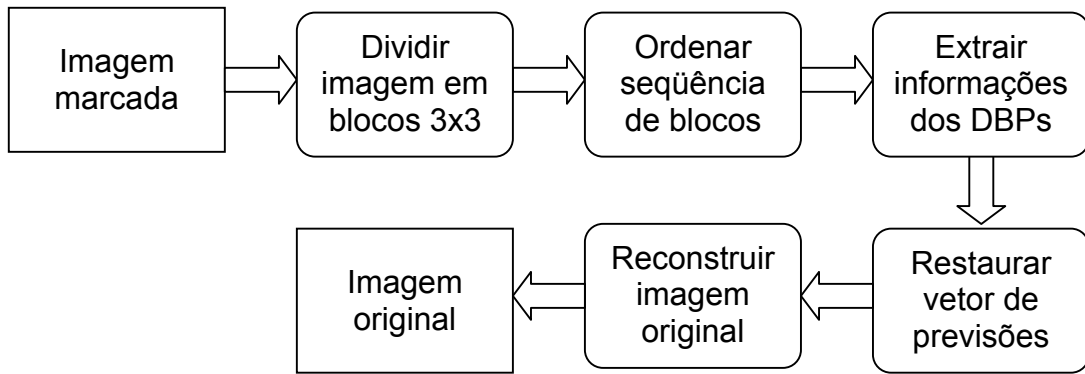 Imagem
marcada
Dividir
imagem em
blocos 3x3
Ordenar
seqüência
de blocos
Extrair
informações
dos DBPs
Restaurar
vetor de
previsões
Reconstruir
imagem
original
Imagem
original